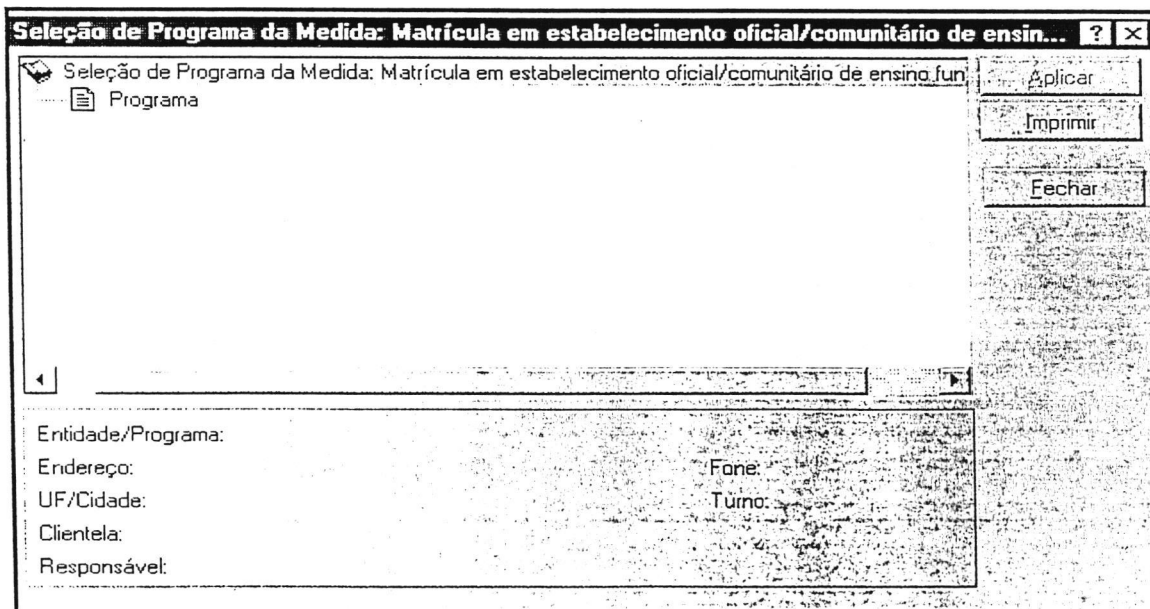 Seleção de Programa da Medida: Matrícula em estabelecimento oficial/comunitário de ensin... ? ×
Seleção de Programa da Medida: Matrícula em estabelecimento oficial/comunitário de ensino fun
Programa
Aplicar
Imprimir
Fechar
Entidade/Programa:
Endereço: Fone:
UF/Cidade: Turno:
Clientela:
Responsável: